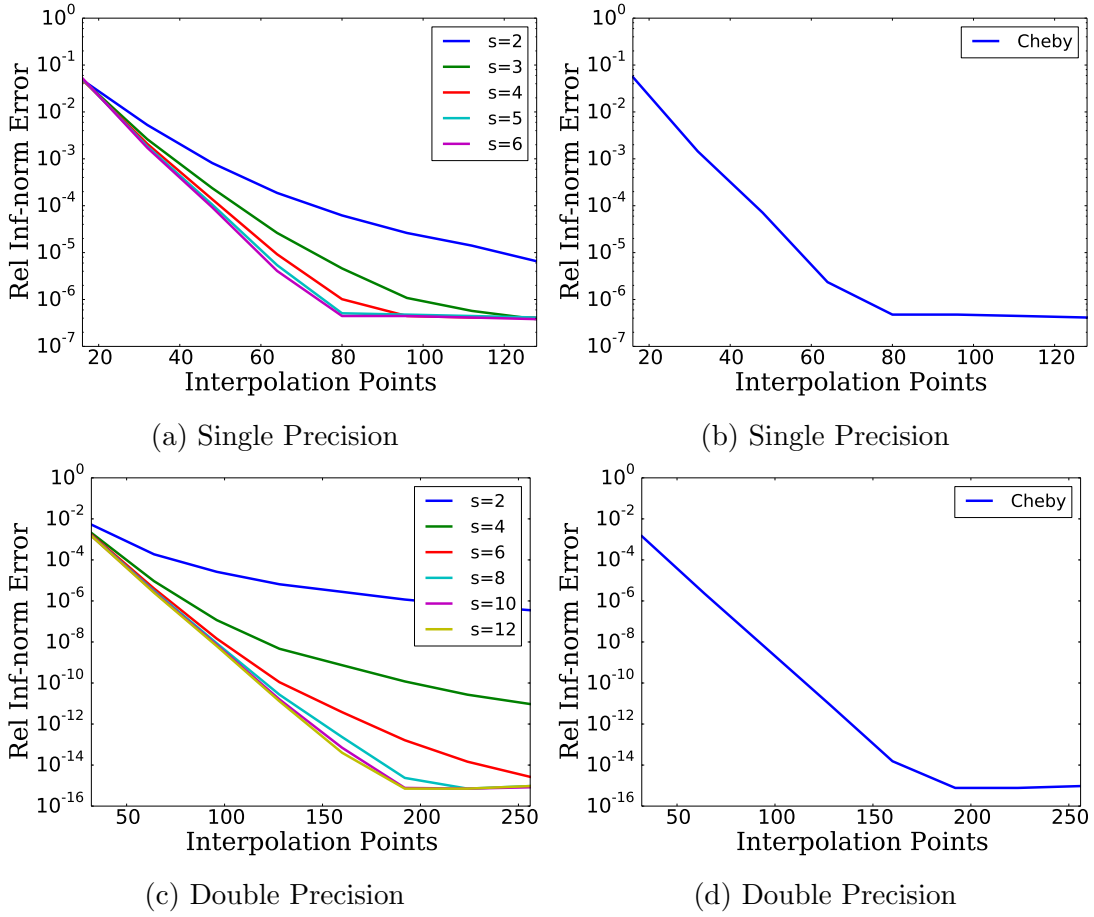 10^0
10^-1
10^-2
10^-3
10^-4
10^-5
10^-6
10^-7
Rel Inf-norm Error
20 40 60 80 100 120
Interpolation Points
s=2
s=3
s=4
s=5
s=6
(a) Single Precision
10^0
10^-1
10^-2
10^-3
10^-4
10^-5
10^-6
10^-7
Rel Inf-norm Error
20 40 60 80 100 120
Interpolation Points
Cheby
(b) Single Precision
10^0
10^-2
10^-4
10^-6
10^-8
10^-10
10^-12
10^-14
10^-16
Rel Inf-norm Error
50 100 150 200 250
Interpolation Points
s=2
s=4
s=6
s=8
s=10
s=12
(c) Double Precision
10^0
10^-2
10^-4
10^-6
10^-8
10^-10
10^-12
10^-14
10^-16
Rel Inf-norm Error
50 100 150 200 250
Interpolation Points
Cheby
(d) Double Precision